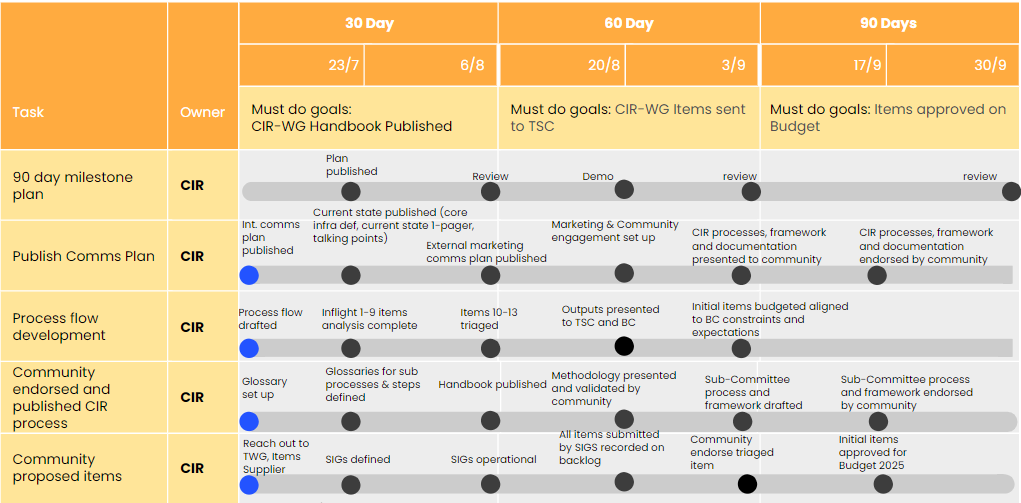 30 Day
60 Day
90 Days
23/7
6/8
20/8
3/9
17/9
30/9
Task
Owner
Must do goals:
CIR-WG Handbook Published
Must do goals: CIR-WG Items sent
to TSC
Must do goals: Items approved on
Budget
90 day milestone
plan
CIR
Plan
published
Review
Demo
review
review
Publish Comms Plan
CIR
Int. comms
plan
published
Current state published (core
infra def, current state 1-pager,
talking points)
External marketing
comms plan published
Marketing & Community
engagement set up
CIR processes, framework
and documentation
presented to community
CIR processes, framework
and documentation
endorsed by community
Process flow
development
CIR
Process flow
drafted
Inflight 1-9 items
analysis complete
Items 10-13
triaged
Outputs presented
to TSC and BC
Initial items budgeted aligned
to BC constraints and
expectations
Community
endorsed and
published CIR
process
CIR
Glossary
set up
Glossaries for sub
processes & steps
defined
Handbook published
Methodology presented
and validated by
community
Sub-Committee
process and
framework drafted
Sub-Committee process
and framework endorsed
by community
Community
proposed items
CIR
Reach out to
TWG, Items
Supplier
SIGs defined
SIGs operational
All items submitted
by SIGS recorded on
backlog
Community
endorse triaged
item
Initial items
approved for
Budget 2025